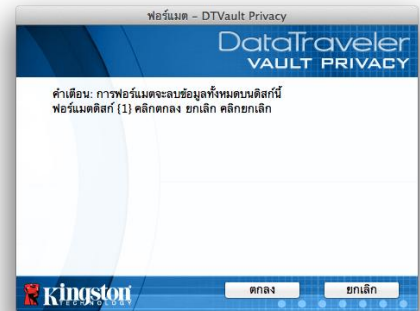 ฟอร์แมต – DTVault Privacy
DataTraveler
VAULT PRIVACY
คำเตือน: การฟอร์แมตจะลบข้อมูลทั้งหมดบนดิสก์นี้
ฟอร์แมตดิสก์ {1} คลิกตกลง ยกเลิก คลิกยกเลิก
Kingston
TECHNOLOGY
ตกลง
ยกเลิก